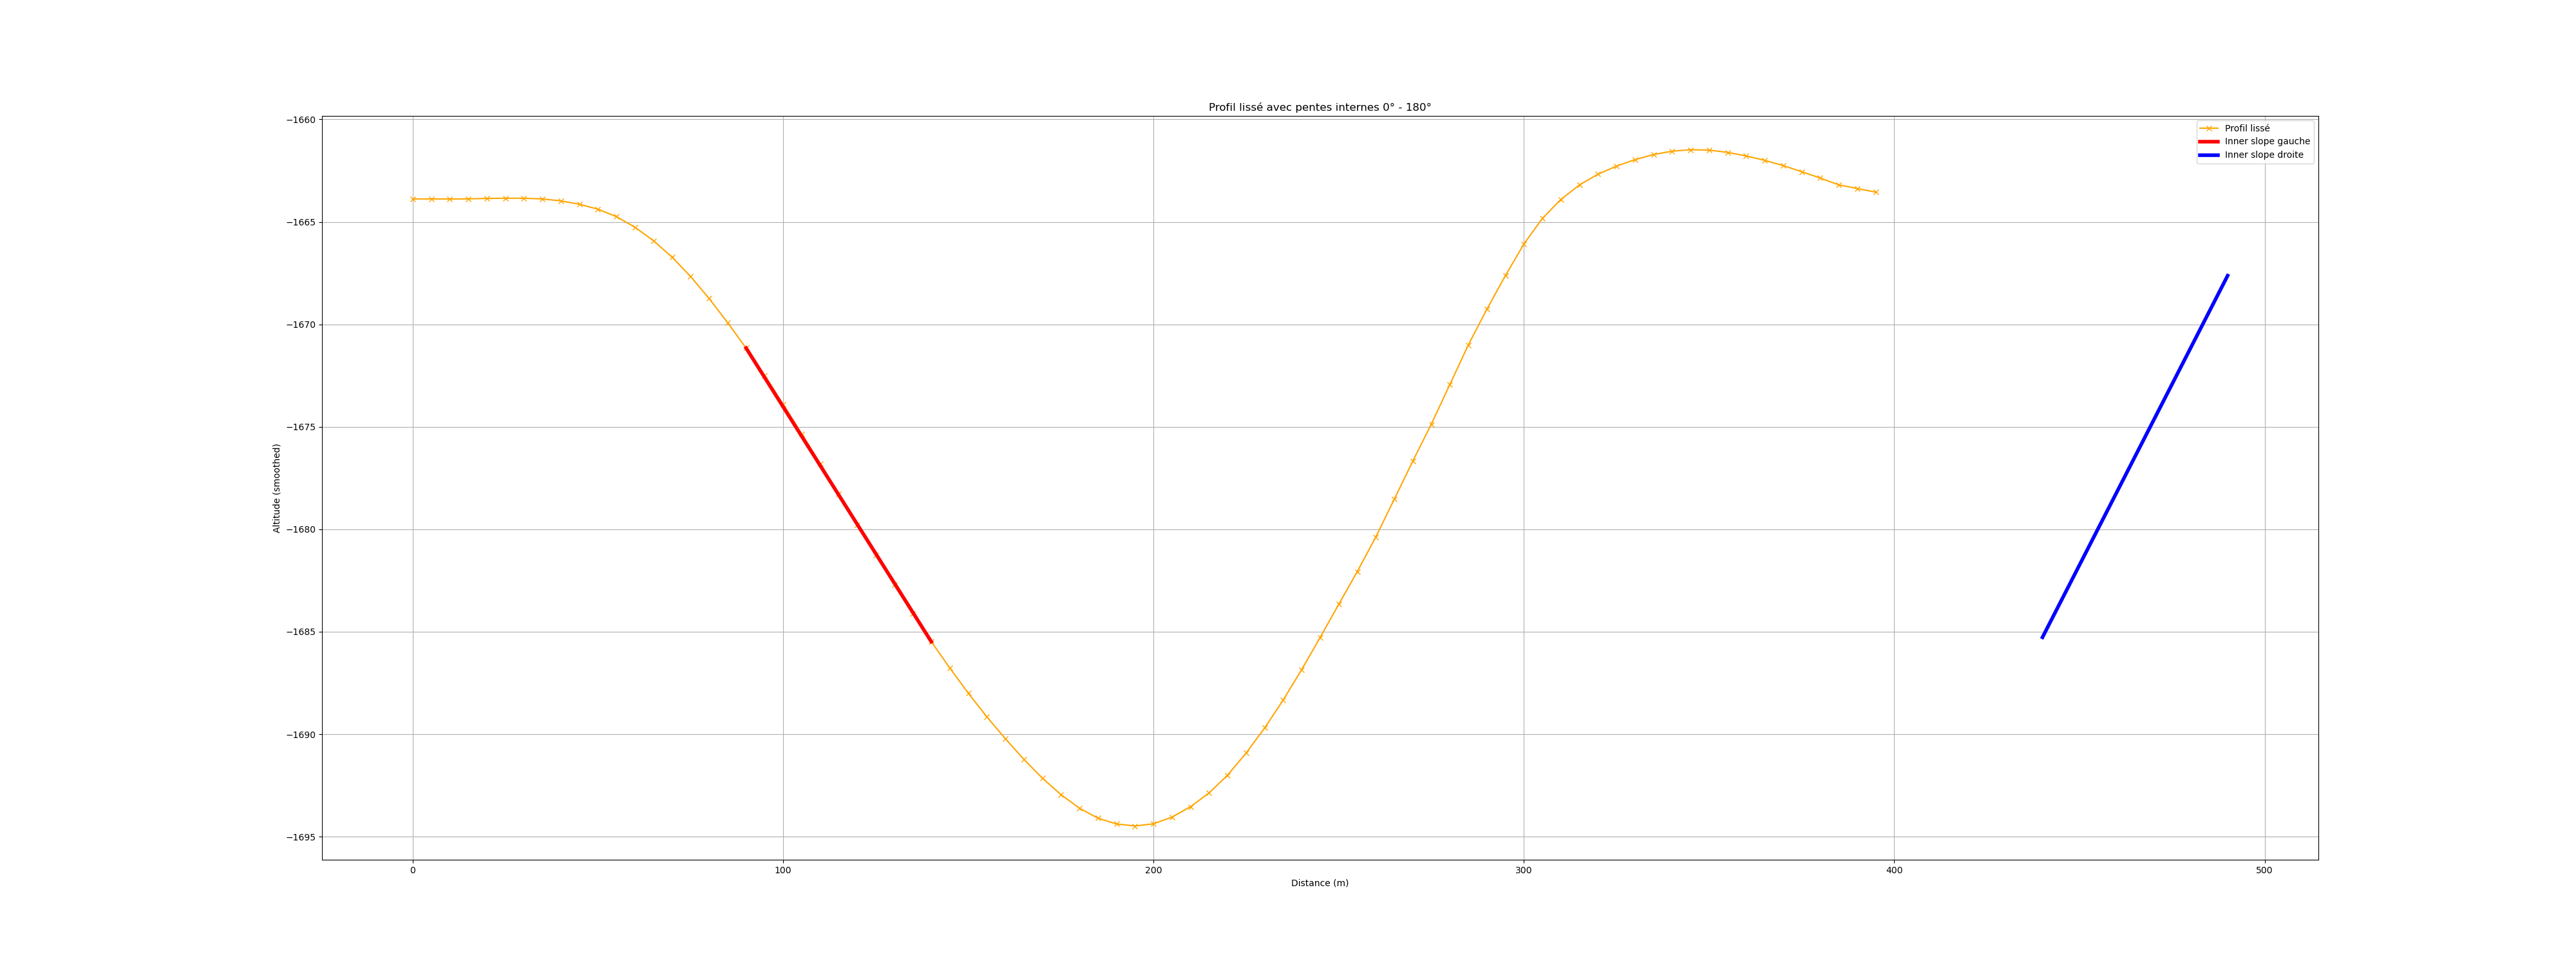 Profil lissé avec pentes internes 0° - 180°
−1660
−1665
−1670
−1675
−1680
−1685
−1690
−1695
Altitude (smoothed)
Profil lissé
Inner slope gauche
Inner slope droite
0
100
200
300
400
500
Distance (m)